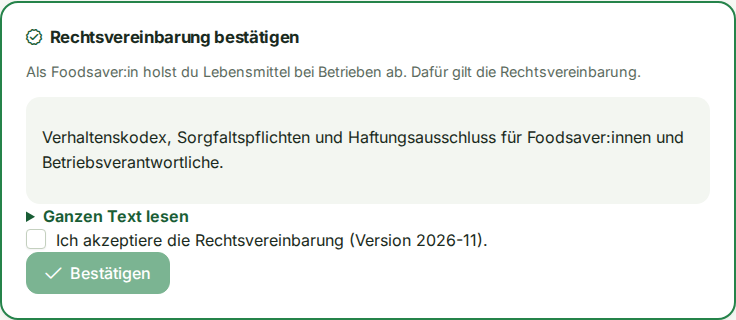 Rechtsvereinbarung bestätigen
Als Foodsaver:in holst du Lebensmittel bei Betrieben ab. Dafür gilt die Rechtsvereinbarung.
Verhaltenskodex, Sorgfaltspflichten und Haftungsausschluss für Foodsaver:innen und
Betriebsverantwortliche.
Ganzen Text lesen
Ich akzeptiere die Rechtsvereinbarung (Version 2026-11).
Bestätigen